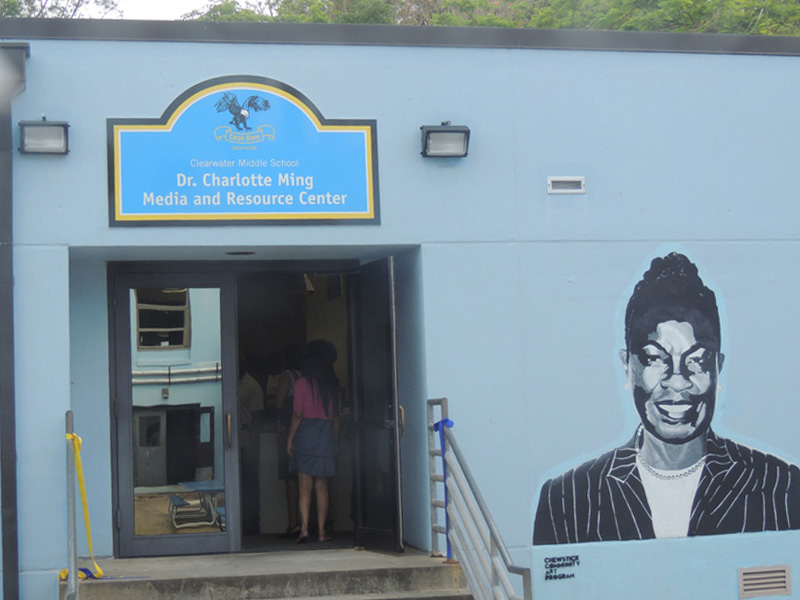 Clearwater Middle School
Dr. Charlotte Ming
Media and Resource Center
CHEWSTICK
COMMUNITY
ART
PROGRAM